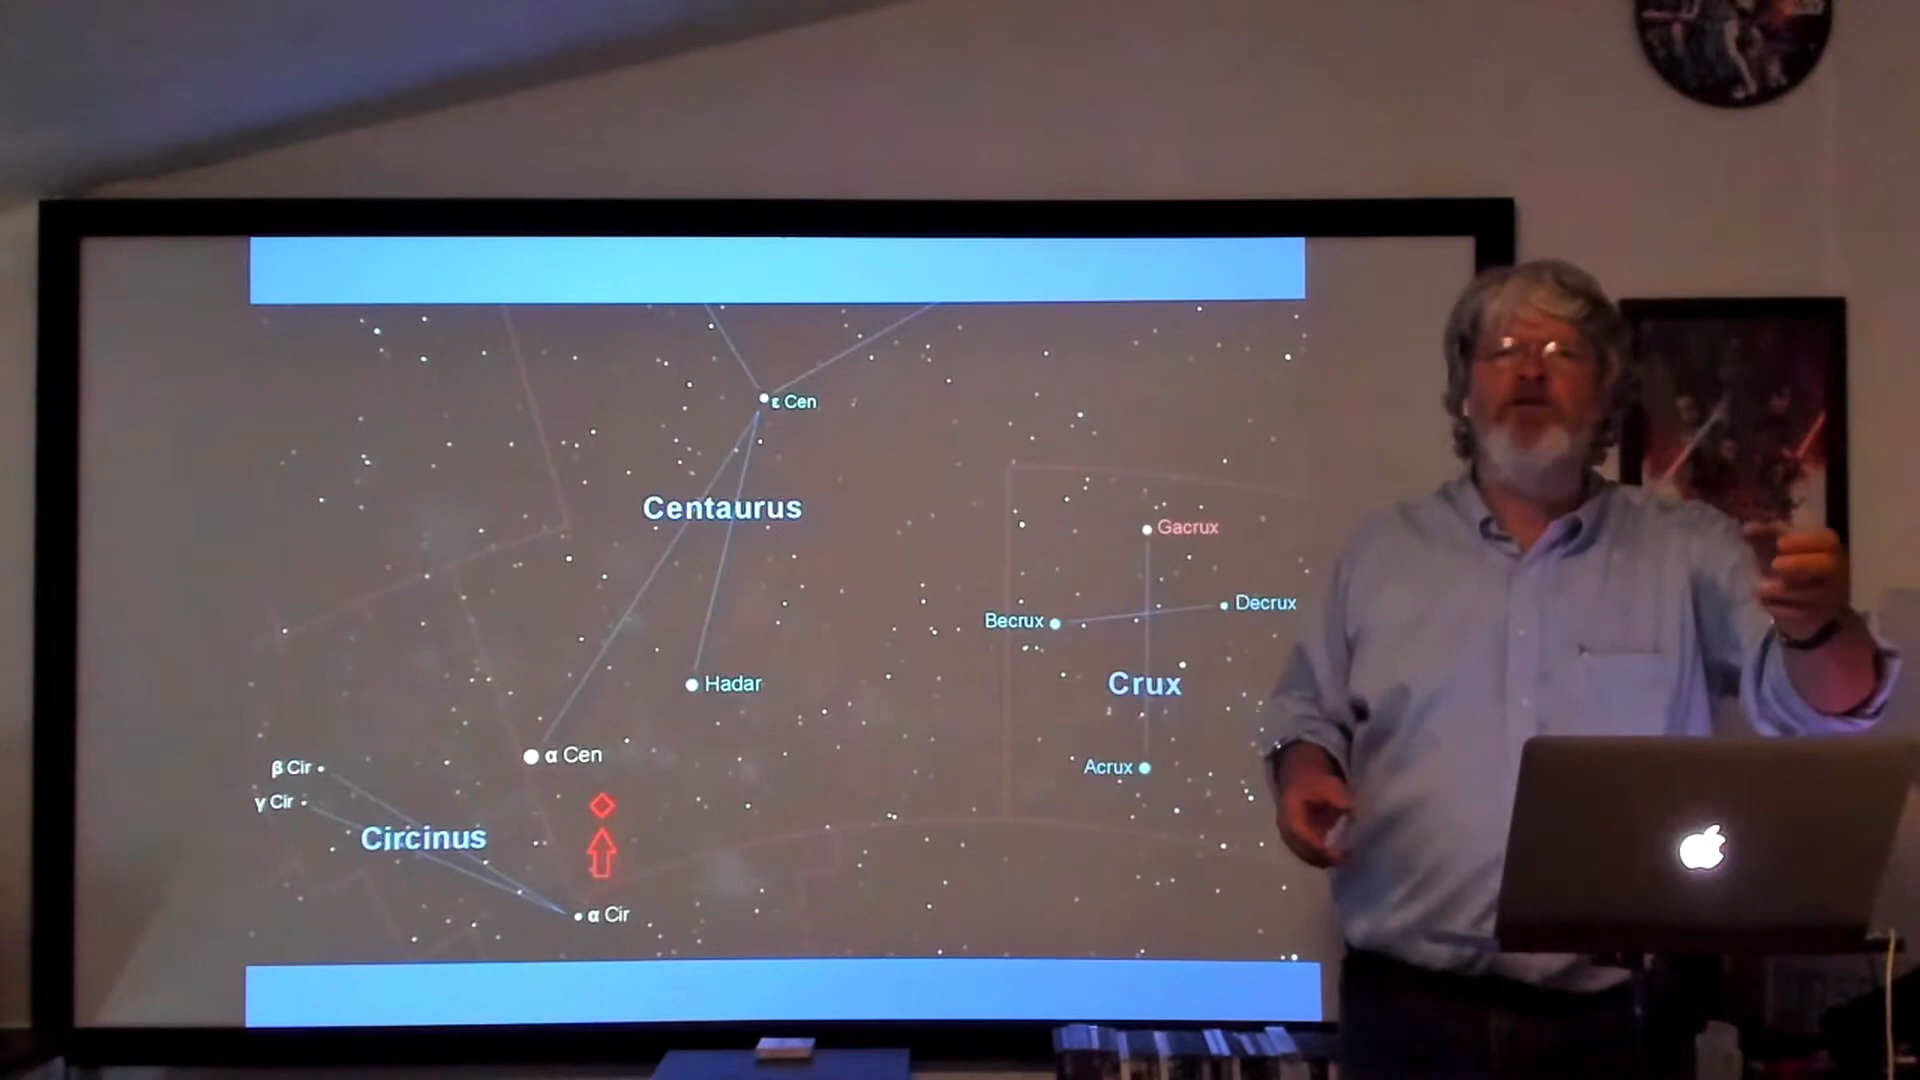 ε Cen
Centaurus
Gacrux
Decrux
Becrux
Hadar
Crux
α Cen
Acrux
β Cir
γ Cir
Circinus
α Cir